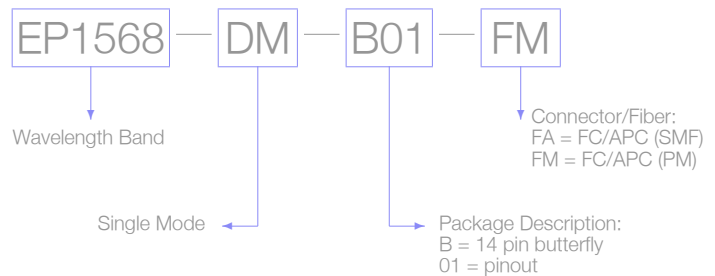 EP1568 — DM — B01 — FM
Wavelength Band
Connector/Fiber:
FA = FC/APC (SMF)
FM = FC/APC (PM)
Single Mode
Package Description:
B = 14 pin butterfly
01 = pinout